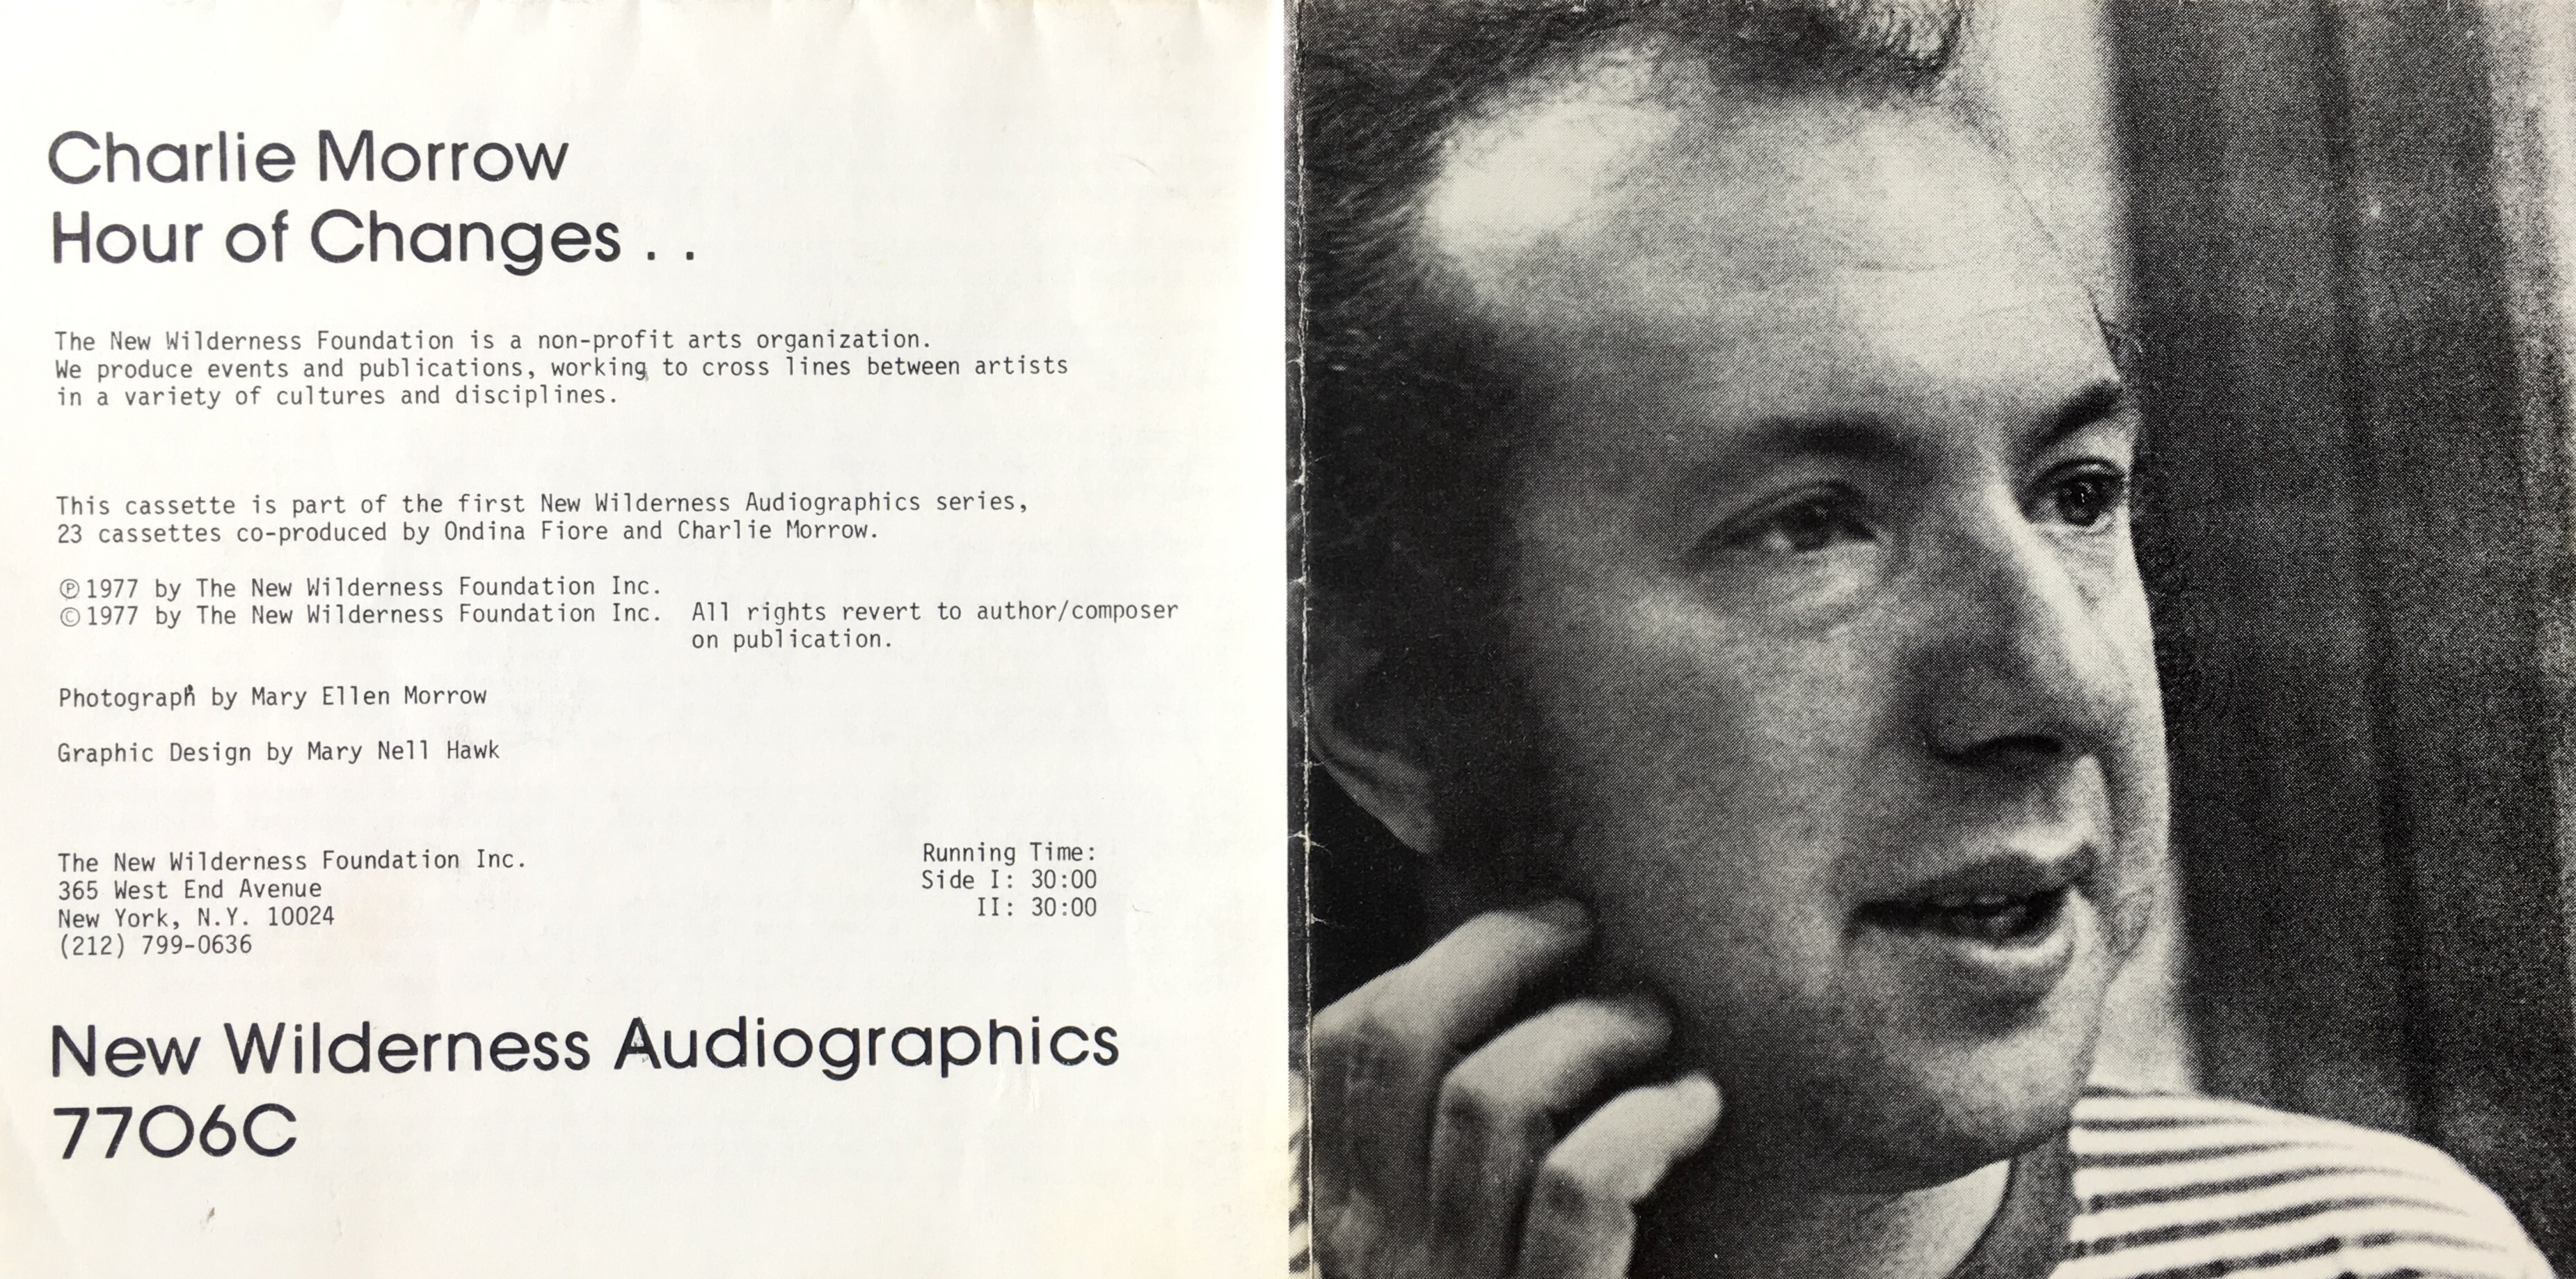 Charlie Morrow
Hour of Changes . .
The New Wilderness Foundation is a non-profit arts organization.
We produce events and publications, working to cross lines between artists
in a variety of cultures and disciplines.
This cassette is part of the first New Wilderness Audiographics series,
23 cassettes co-produced by Ondina Fiore and Charlie Morrow.
℗1977 by The New Wilderness Foundation Inc.
©1977 by The New Wilderness Foundation Inc. All rights revert to author/composer
on publication.
Photograph by Mary Ellen Morrow
Graphic Design by Mary Nell Hawk
The New Wilderness Foundation Inc.
365 West End Avenue
New York, N.Y. 10024
(212) 799-0636
Running Time:
Side I: 30:00
II: 30:00
New Wilderness Audiographics
7706C